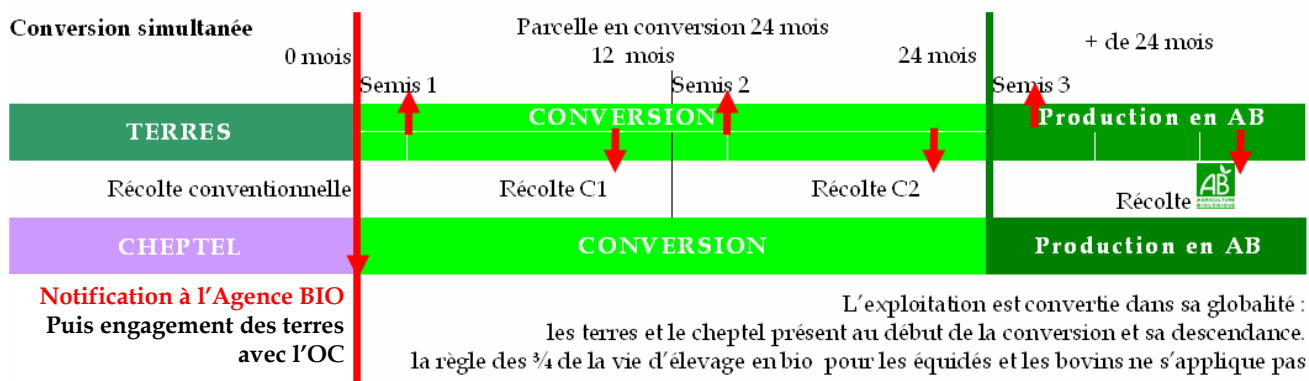 Conversion simultanée
Parcelle en conversion 24 mois
0 mois
12 mois
24 mois
+ de 24 mois
Semis 1
Semis 2
Semis 3
TERRES
CONVERSION
Production en AB
Récolte conventionnelle
Récolte C1
Récolte C2
Récolte
AB
AGRICULTURE
BIOLOGIQUE
CHEPTEL
CONVERSION
Production en AB
Notification à l’Agence BIO
Puis engagement des terres
avec l’OC
L’exploitation est convertie dans sa globalité :
les terres et le cheptel présent au début de la conversion et sa descendance.
la règle des ¾ de la vie d’élevage en bio pour les équidés et les bovins ne s’applique pas